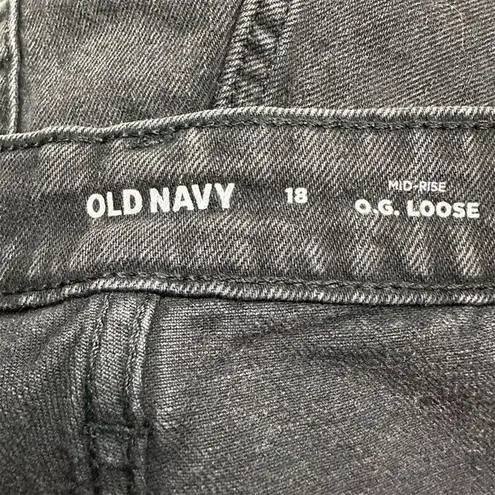 OLD NAVY
18
MID-RISE
O.G. LOOSE